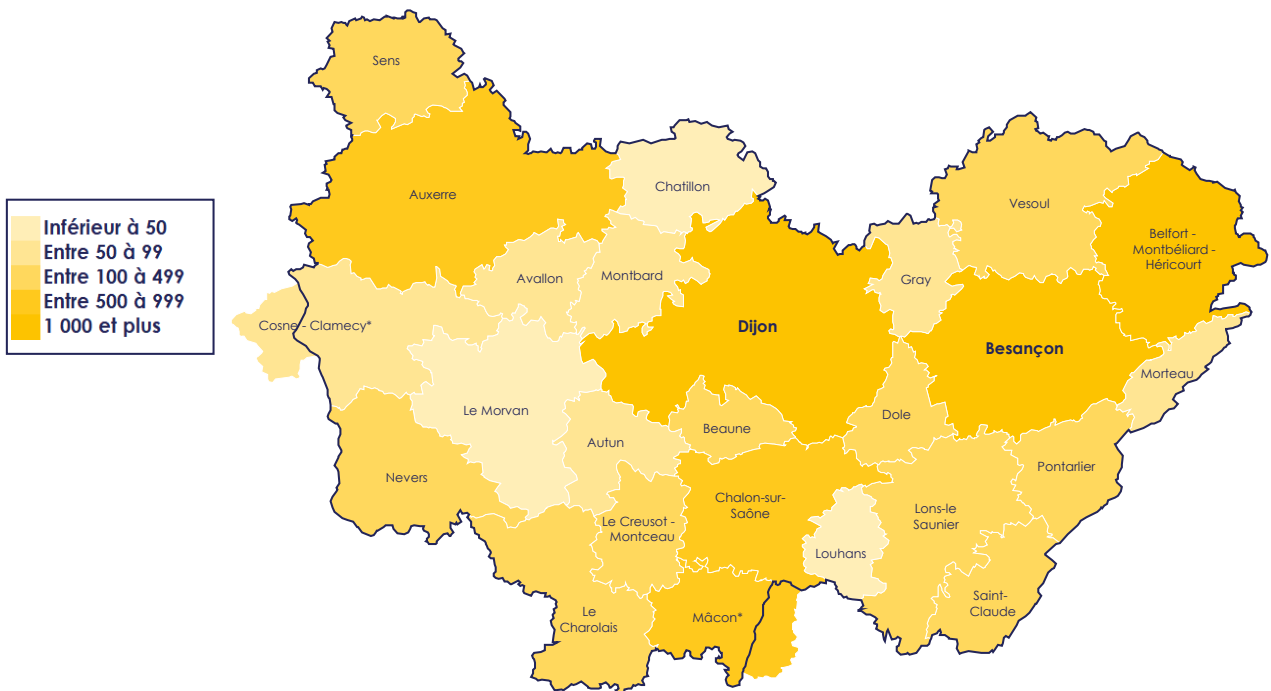 Inférieur à 50
Entre 50 à 99
Entre 100 à 499
Entre 500 à 999
1 000 et plus
Sens
Auxerre
Chatillon
Vesoul
Belfort -
Montbéliard -
Héricourt
Avallon
Montbard
Gray
Cosne - Clamecy*
Dijon
Besançon
Morteau
Le Morvan
Autun
Beaune
Dole
Nevers
Pontarlier
Le Creusot -
Montceau
Chalon-sur-
Saône
Lons-le
Saunier
Louhans
Le
Charolais
Mâcon*
Saint-
Claude